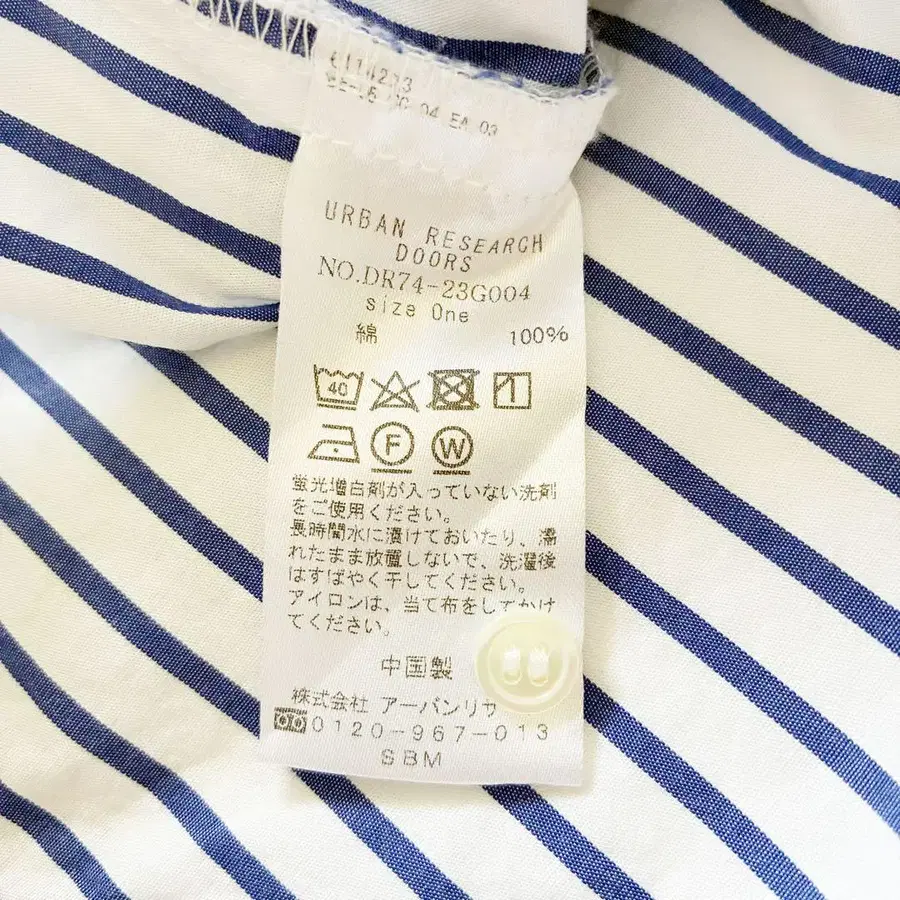 URBAN RESEARCH
DOORS
NO.DR74-23G004
size One
綿 100%
40
F W
蛍光増白剤が入っていない洗剤
をご使用ください。
長時間水に漬けておいたり、濡
れたまま放置しないで、洗濯後
はすばやく干してください。
アイロンは、当て布をしてかけ
てください。
中国製
株式会社 アーバンリサ
0120-967-013
SBM